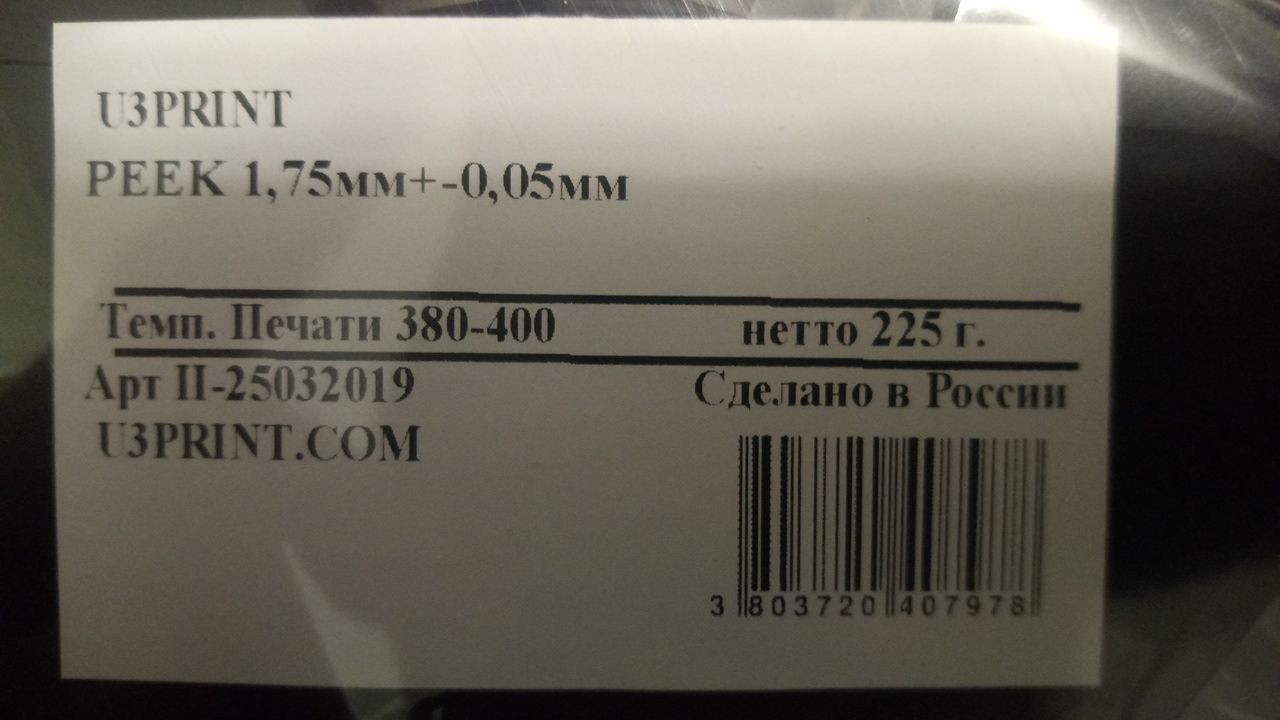 U3PRINT
PEEK 1,75мм+-0,05мм
Темп. Печати 380-400 нетто 225 г.
Арт П-25032019 Сделано в России
U3PRINT.COM
3 803720 407978